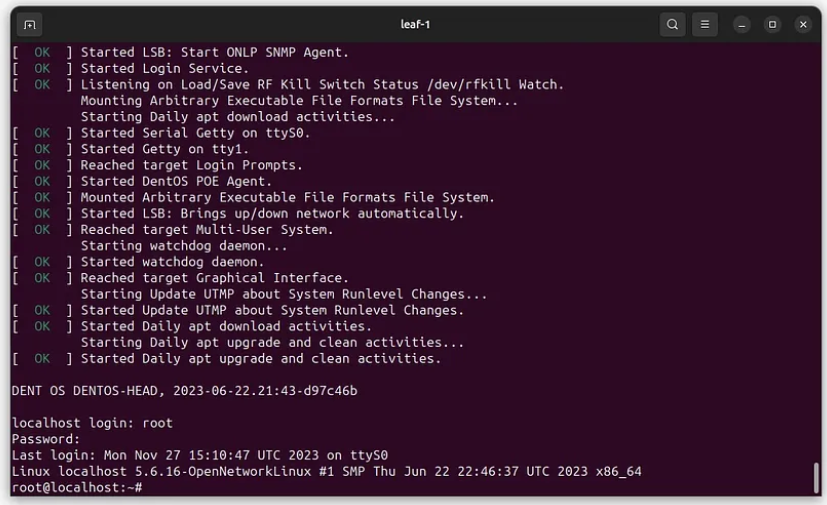 leaf-1
[  OK  ] Started LSB: Start ONLP SNMP Agent.
[  OK  ] Started Login Service.
[  OK  ] Listening on Load/Save RF Kill Switch Status /dev/rfkill Watch.
         Mounting Arbitrary Executable File Formats File System...
         Starting Daily apt download activities...
[  OK  ] Started Serial Getty on ttyS0.
[  OK  ] Started Getty on tty1.
[  OK  ] Reached target Login Prompts.
[  OK  ] Started DentOS POE Agent.
[  OK  ] Mounted Arbitrary Executable File Formats File System.
[  OK  ] Started LSB: Brings up/down network automatically.
[  OK  ] Reached target Multi-User System.
         Starting watchdog daemon...
[  OK  ] Started watchdog daemon.
[  OK  ] Reached target Graphical Interface.
         Starting Update UTMP about System Runlevel Changes...
[  OK  ] Started Update UTMP about System Runlevel Changes.
[  OK  ] Started Daily apt download activities.
         Starting Daily apt upgrade and clean activities...
[  OK  ] Started Daily apt upgrade and clean activities.
DENT OS DENTOS-HEAD, 2023-06-22.21:43-d97c46b
localhost login: root
Password:
Last login: Mon Nov 27 15:10:47 UTC 2023 on ttyS0
Linux localhost 5.6.16-OpenNetworkLinux #1 SMP Thu Jun 22 22:46:37 UTC 2023 x86_64
root@localhost:~#